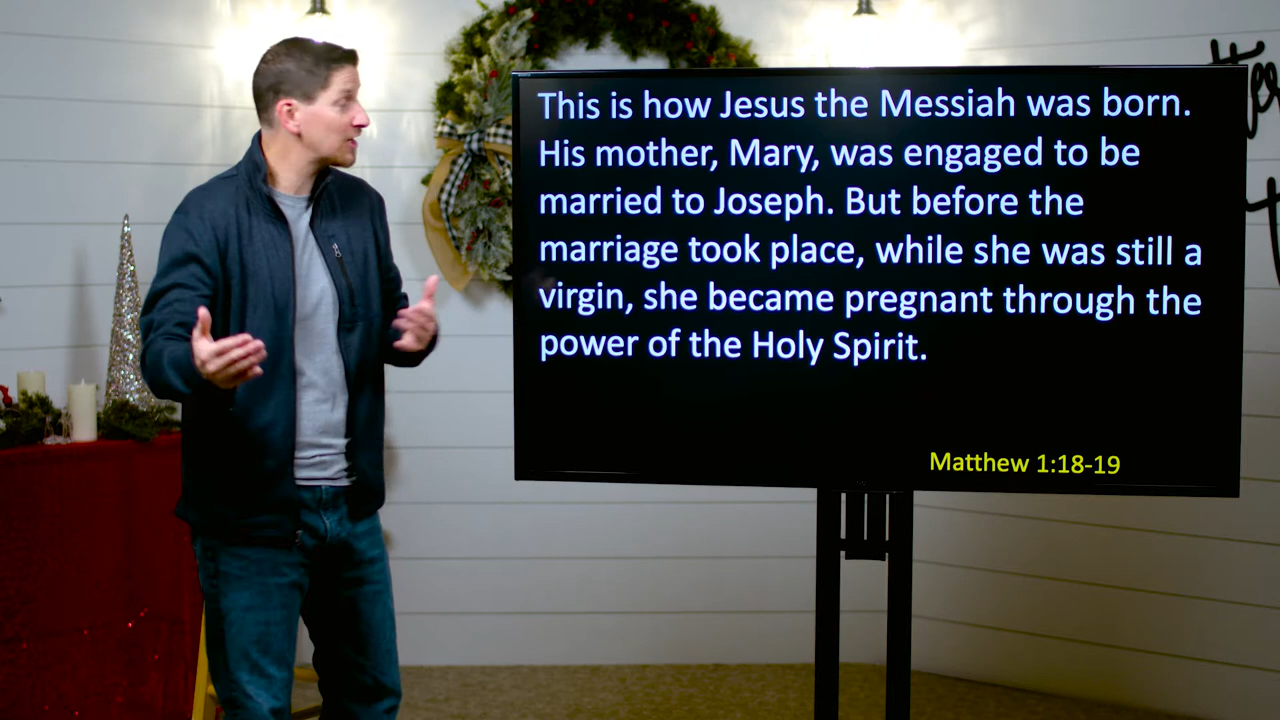 This is how Jesus the Messiah was born.
His mother, Mary, was engaged to be
married to Joseph. But before the
marriage took place, while she was still a
virgin, she became pregnant through the
power of the Holy Spirit.
Matthew 1:18-19